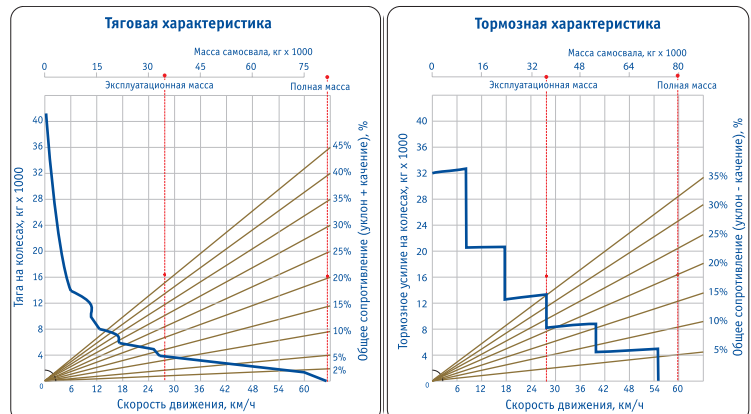 Тяговая характеристика
Масса самосвала, кг x 1000
0 15 30 45 60 75
Эксплуатационная масса
Полная масса
Тяга на колесах, кг x 1000
40
36
32
28
24
20
16
12
8
4
0
45%
40%
35%
30%
25%
20%
15%
10%
5%
2%
Общее сопротивление (уклон + качение), %
6 12 18 24 30 36 42 48 54 60
Скорость движения, км/ч
Тормозная характеристика
Масса самосвала, кг x 1000
0 16 32 48 64 80
Эксплуатационная масса
Полная масса
Тормозное усилие на колесах, кг x 1000
40
36
32
28
24
20
16
12
8
4
0
35%
30%
25%
20%
15%
10%
5%
Общее сопротивление (уклон - качение), %
6 12 18 24 30 36 42 48 54 60
Скорость движения, км/ч